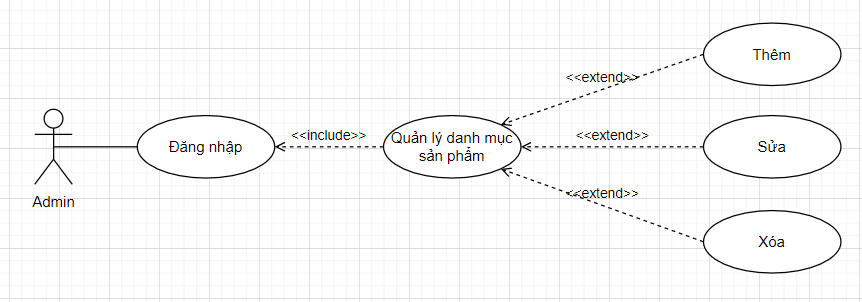 Admin
Đăng nhập
<<include>>
Quản lý danh mục
sản phẩm
<<extend>>
Thêm
<<extend>>
Sửa
<<extend>>
Xóa